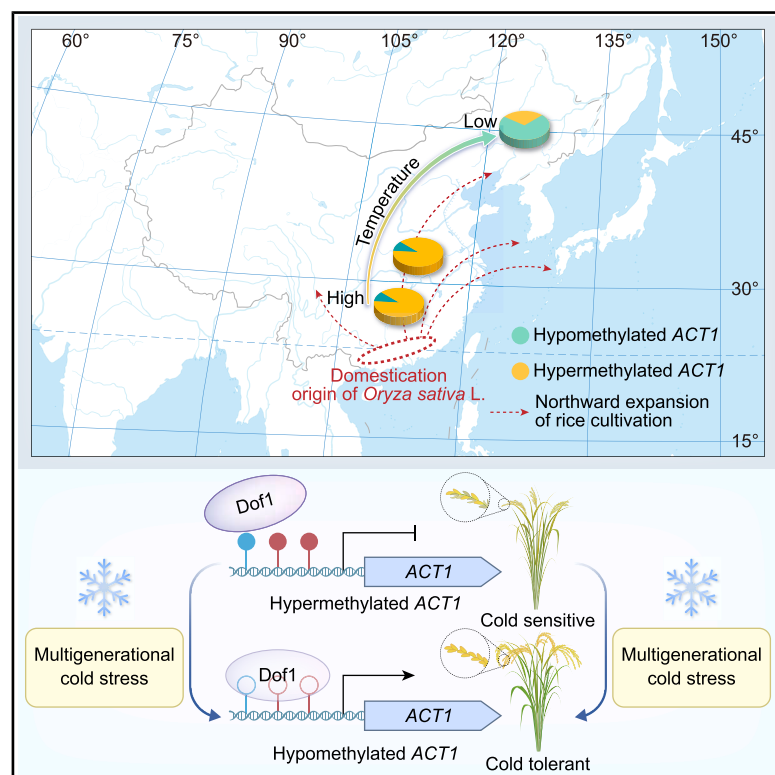 60° 75° 90° 105° 120° 135° 150°
Low
45°
Temperature
High
30°
Hypomethylated ACT1
Hypermethylated ACT1
Domestication
origin of Oryza sativa L.
Northward expansion
of rice cultivation
15°
Dof1
ACT1
Hypermethylated ACT1
Cold sensitive
Multigenerational
cold stress
Multigenerational
cold stress
Dof1
ACT1
Hypomethylated ACT1
Cold tolerant